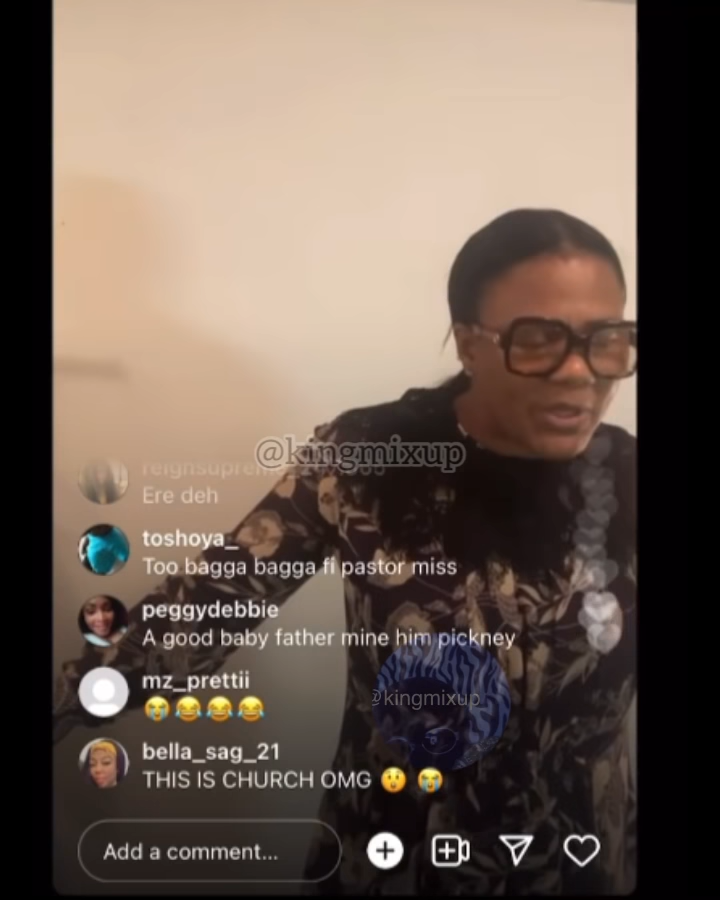 @kingmixup
Ere deh
toshoya_
Too bagga bagga fi pastor miss
peggydebbie
A good baby father mine him pickney
@kingmixup
mz_prettii
😭😂😂😂
bella_sag_21
THIS IS CHURCH OMG 😲 😭
Add a comment...